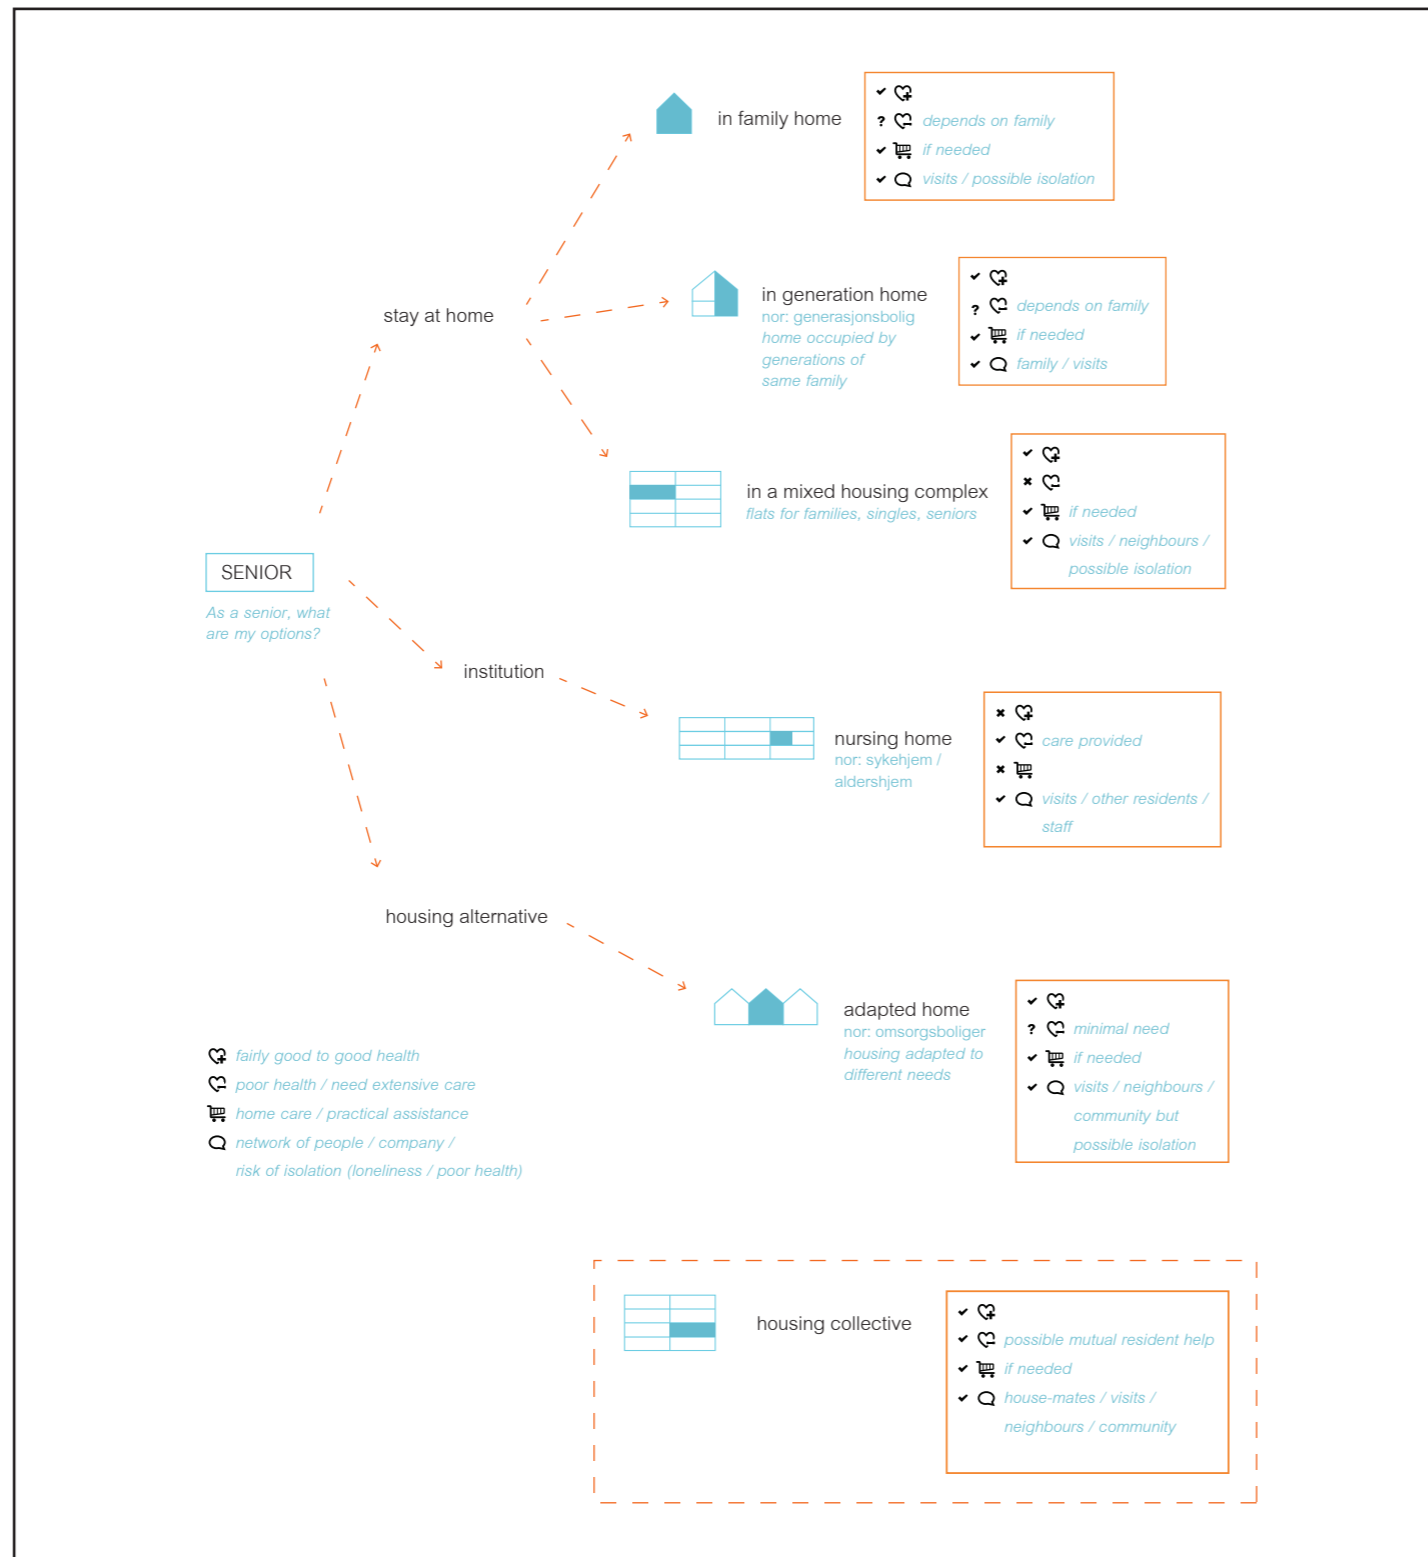 in family home
depends on family
if needed
visits / possible isolation
stay at home
in generation home
nor: generasjonsbolig
home occupied by
generations of
same family
?
depends on family
if needed
family / visits
in a mixed housing complex
flats for families, singles, seniors
if needed
visits / neighbours /
possible isolation
SENIOR
As a senior, what
are my options?
institution
nursing home
nor: sykehjem /
aldershjem
care provided
visits / other residents /
staff
housing alternative
adapted home
nor: omsorgsboliger
housing adapted to
different needs
? minimal need
if needed
visits / neighbours /
community but
possible isolation
fairly good to good health
poor health / need extensive care
home care / practical assistance
network of people / company /
risk of isolation (loneliness / poor health)
housing collective
possible mutual resident help
if needed
house-mates / visits /
neighbours / community